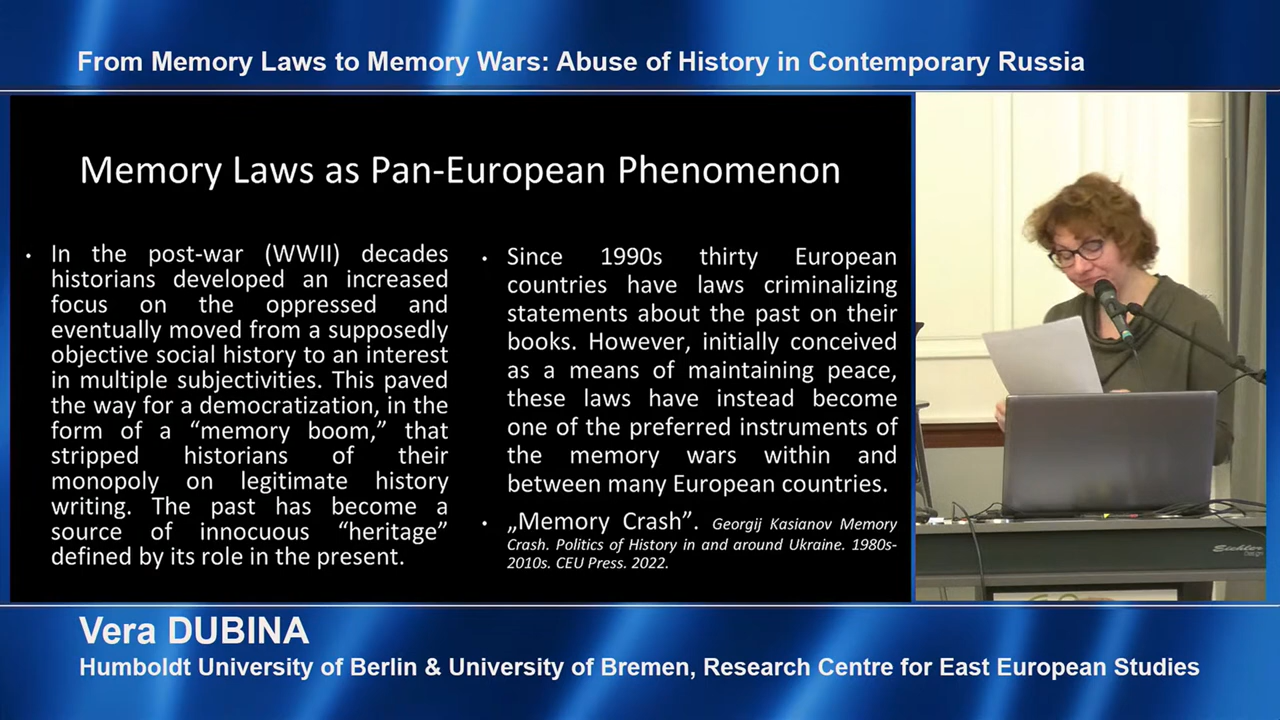 From Memory Laws to Memory Wars: Abuse of History in Contemporary Russia
Memory Laws as Pan-European Phenomenon
• In the post-war (WWII) decades
historians developed an increased
focus on the oppressed and
eventually moved from a supposedly
objective social history to an interest
in multiple subjectivities. This paved
the way for a democratization, in the
form of a “memory boom,” that
stripped historians of their
monopoly on legitimate history
writing. The past has become a
source of innocuous “heritage”
defined by its role in the present.
• Since 1990s thirty European
countries have laws criminalizing
statements about the past on their
books. However, initially conceived
as a means of maintaining peace,
these laws have instead become
one of the preferred instruments of
the memory wars within and
between many European countries.
• „Memory Crash”. Georgij Kasianov Memory
Crash. Politics of History in and around Ukraine. 1980s-
2010s. CEU Press. 2022.
Vera DUBINA
Humboldt University of Berlin & University of Bremen, Research Centre for East European Studies